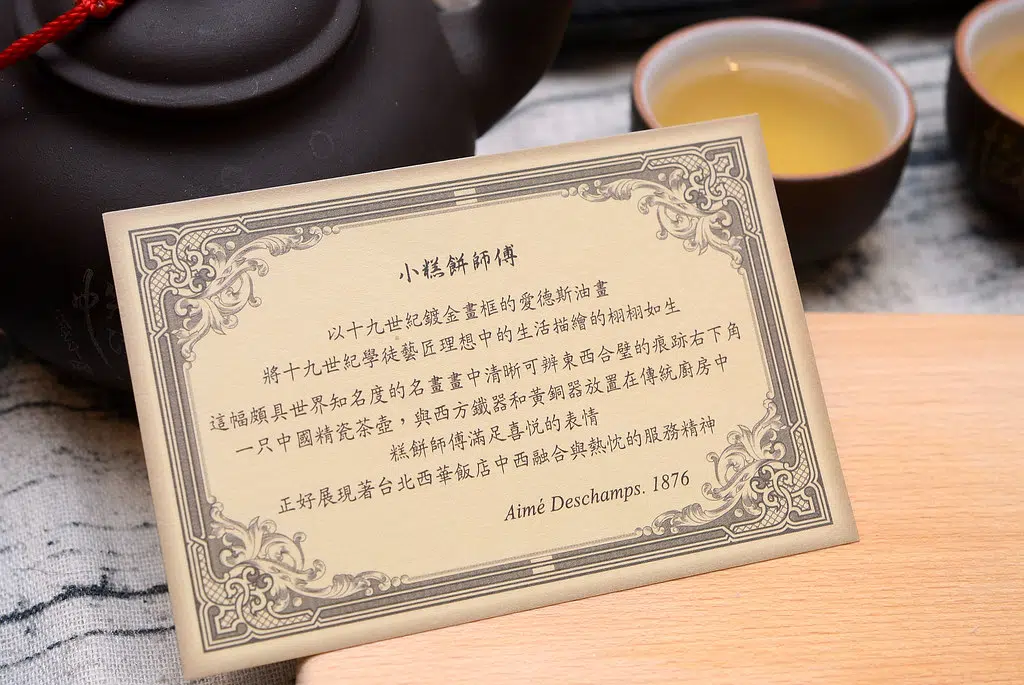 小糕餅師傅
以十九世紀鍍金畫框的愛德斯油畫
將十九世紀學徒藝匠理想中的生活描繪的栩栩如生
這幅頗具世界知名度的名畫畫中清晰可辨東西合璧的痕跡右下角
一只中國精瓷茶壺，與西方鐵器和黃銅器放置在傳統廚房中
糕餅師傅滿足喜悅的表情
正好展現著台北西華飯店中西融合與熱忱的服務精神
Aimé Deschamps. 1876